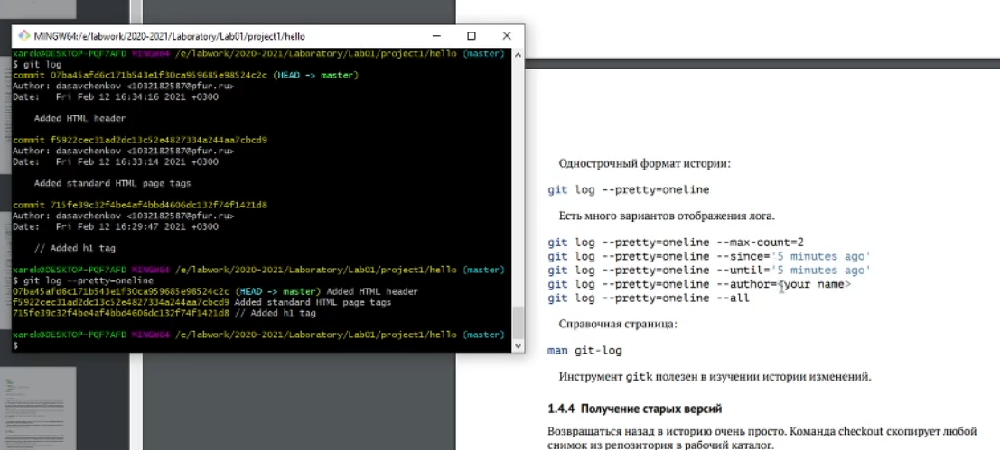 MINGW64:/e/labwork/2020-2021/Laboratory/Lab01/project1/hello
xarek@DESKTOP-PQF7AFD MINGW64 /e/labwork/2020-2021/Laboratory/Lab01/project1/hello (master)
$ git log
commit 07ba45afd6c171b543e1f30ca959685e98524c2c (HEAD -> master)
Author: dasavchenkov <1032182587@pfur.ru>
Date: Fri Feb 12 16:34:16 2021 +0300
Added HTML header
commit f5922cec31ad2dc13c52e4827334a244aa7cbcd9
Author: dasavchenkov <1032182587@pfur.ru>
Date: Fri Feb 12 16:33:14 2021 +0300
Added standard HTML page tags
commit 715fe39c32f4be4af4bbd4606dc132f74f1421d8
Author: dasavchenkov <1032182587@pfur.ru>
Date: Fri Feb 12 16:29:47 2021 +0300
// Added h1 tag
xarek@DESKTOP-PQF7AFD MINGW64 /e/labwork/2020-2021/Laboratory/Lab01/project1/hello (master)
$ git log --pretty=oneline
07ba45afd6c171b543e1f30ca959685e98524c2c (HEAD -> master) Added HTML header
f5922cec31ad2dc13c52e4827334a244aa7cbcd9 Added standard HTML page tags
715fe39c32f4be4af4bbd4606dc132f74f1421d8 // Added h1 tag
xarek@DESKTOP-PQF7AFD MINGW64 /e/labwork/2020-2021/Laboratory/Lab01/project1/hello (master)
$
Однострочный формат истории:
git log --pretty=oneline
Есть много вариантов отображения лога.
git log --pretty=oneline --max-count=2
git log --pretty=oneline --since='5 minutes ago'
git log --pretty=oneline --until='5 minutes ago'
git log --pretty=oneline --author=<your name>
git log --pretty=oneline --all
Справочная страница:
man git-log
Инструмент gitk полезен в изучении истории изменений.
1.4.4 Получение старых версий
Возвращаться назад в историю очень просто. Команда checkout скопирует любой
снимок из репозитория в рабочий каталог.